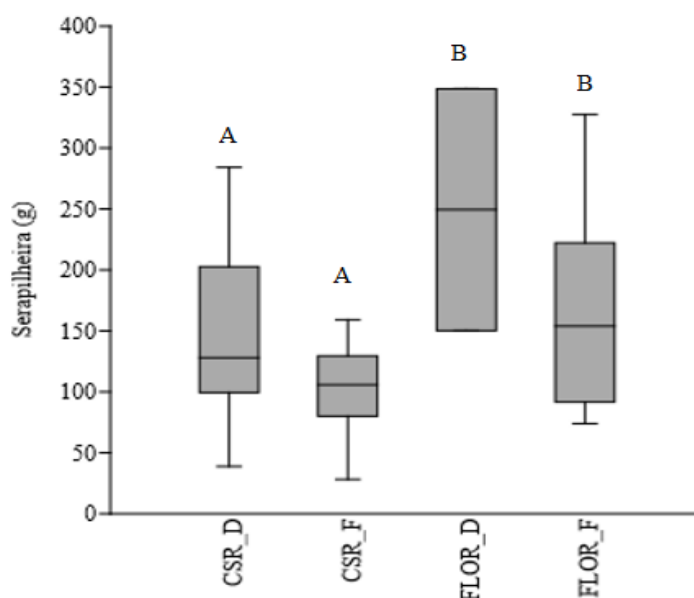 400
350
300
250
200
150
100
50
0
Serapilheira (g)
A
A
B
B
CSR_D
CSR_F
FLOR_D
FLOR_F